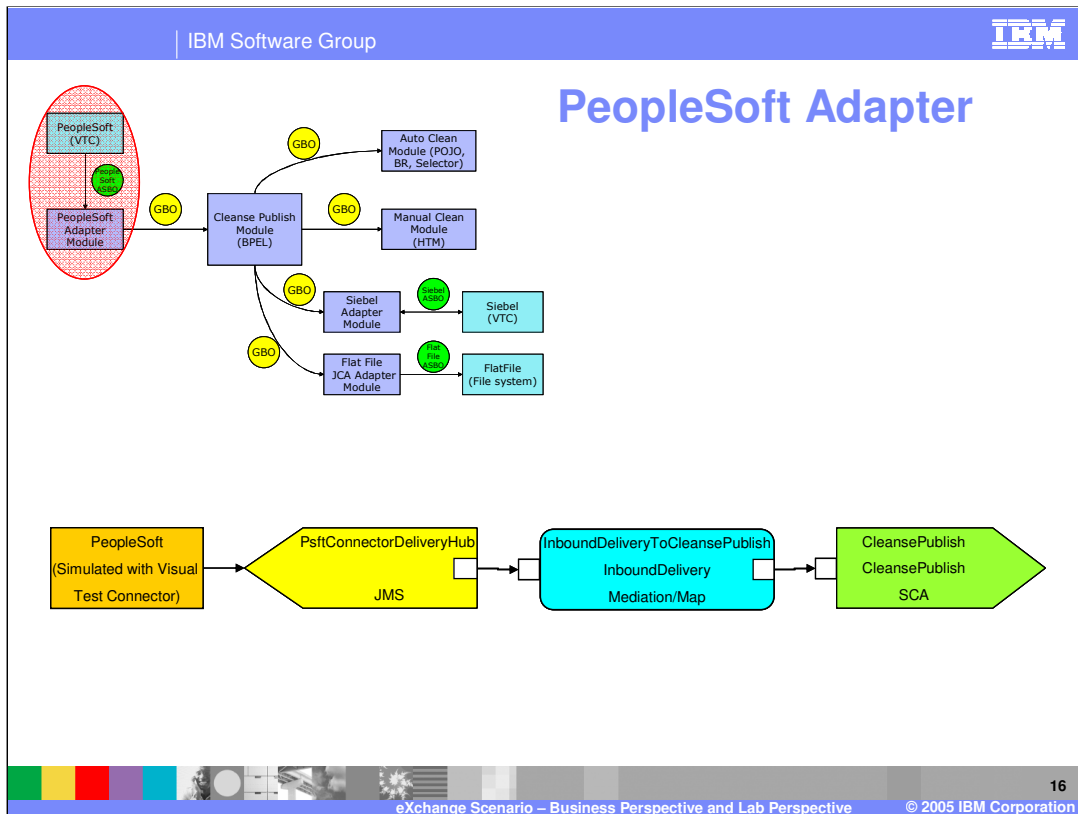 IBM Software Group
IBM
PeopleSoft Adapter
PeopleSoft
(VTC)
People
Soft
ASBO
PeopleSoft
Adapter
Module
GBO
Cleanse Publish
Module
(BPEL)
GBO
Auto Clean
Module (POJO,
BR, Selector)
GBO
Manual Clean
Module
(HTM)
GBO
Siebel
Adapter
Module
Siebel
ASBO
Siebel
(VTC)
GBO
Flat File
JCA Adapter
Module
Flat
File
ASBO
FlatFile
(File system)
PeopleSoft
(Simulated with Visual
Test Connector)
PsftConnectorDeliveryHub
JMS
InboundDeliveryToCleansePublish
InboundDelivery
Mediation/Map
CleansePublish
CleansePublish
SCA
16
eXchange Scenario – Business Perspective and Lab Perspective
© 2005 IBM Corporation